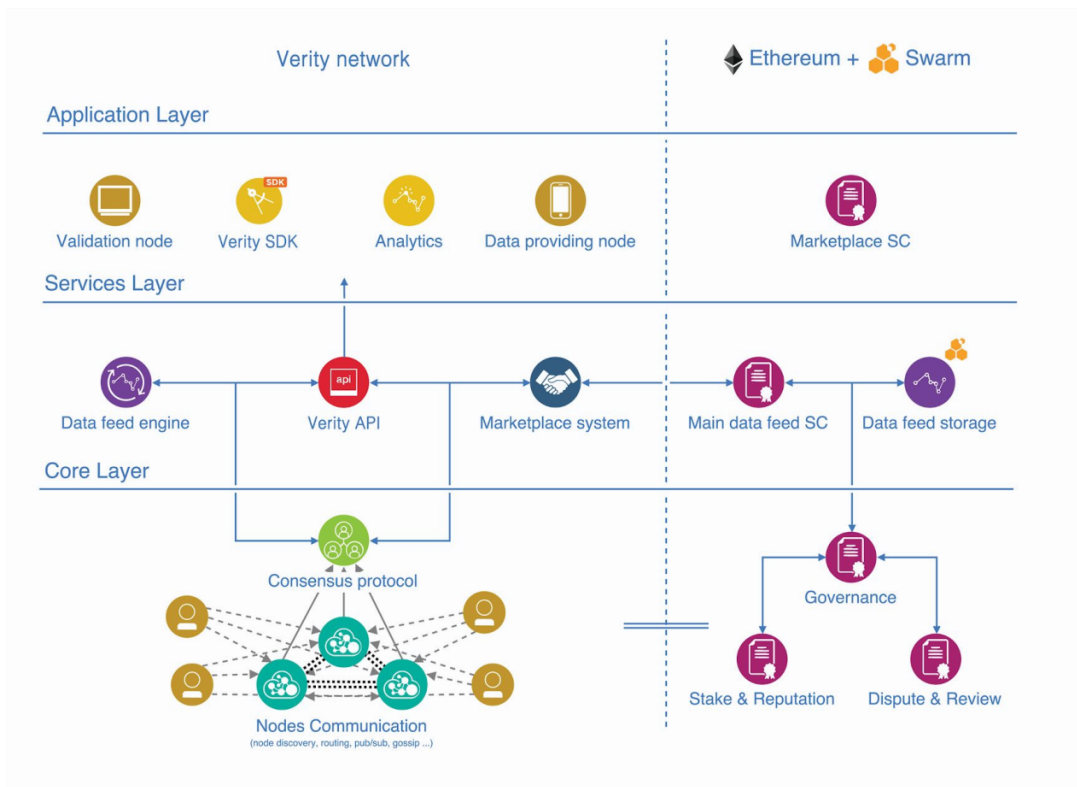 Verity network
Ethereum + Swarm
Application Layer
SDK
Validation node
Verity SDK
Analytics
Data providing node
Marketplace SC
Services Layer
api
Data feed engine
Verity API
Marketplace system
Main data feed SC
Data feed storage
Core Layer
Consensus protocol
Governance
Stake & Reputation
Dispute & Review
Nodes Communication
(node discovery, routing, pub/sub, gossip ...)